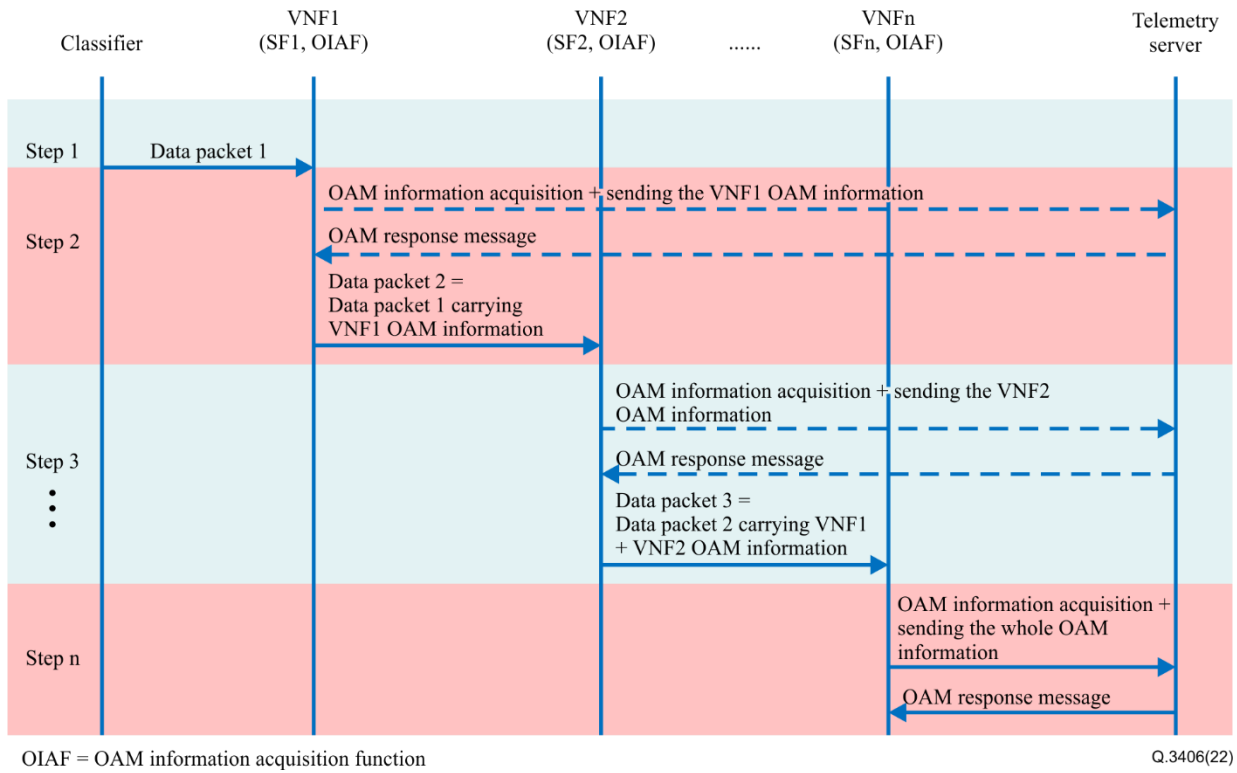 Classifier
VNF1
(SF1, OIAF)
VNF2
(SF2, OIAF)
......
VNFn
(SFn, OIAF)
Telemetry
server
Step 1
Data packet 1
Step 2
OAM information acquisition + sending the VNF1 OAM information
OAM response message
Data packet 2 =
Data packet 1 carrying
VNF1 OAM information
Step 3
OAM information acquisition + sending the VNF2
OAM information
OAM response message
Data packet 3 =
Data packet 2 carrying VNF1
+ VNF2 OAM information
Step n
OAM information acquisition +
sending the whole OAM
information
OAM response message
OIAF = OAM information acquisition function
Q.3406(22)